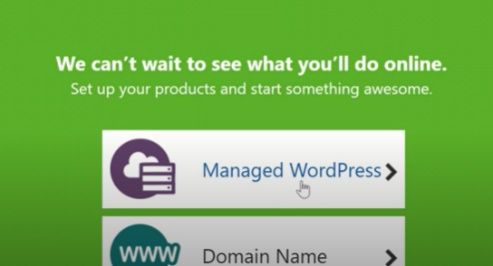 We can't wait to see what you'll do online.
Set up your products and start something awesome.
Managed WordPress
www
Domain Name